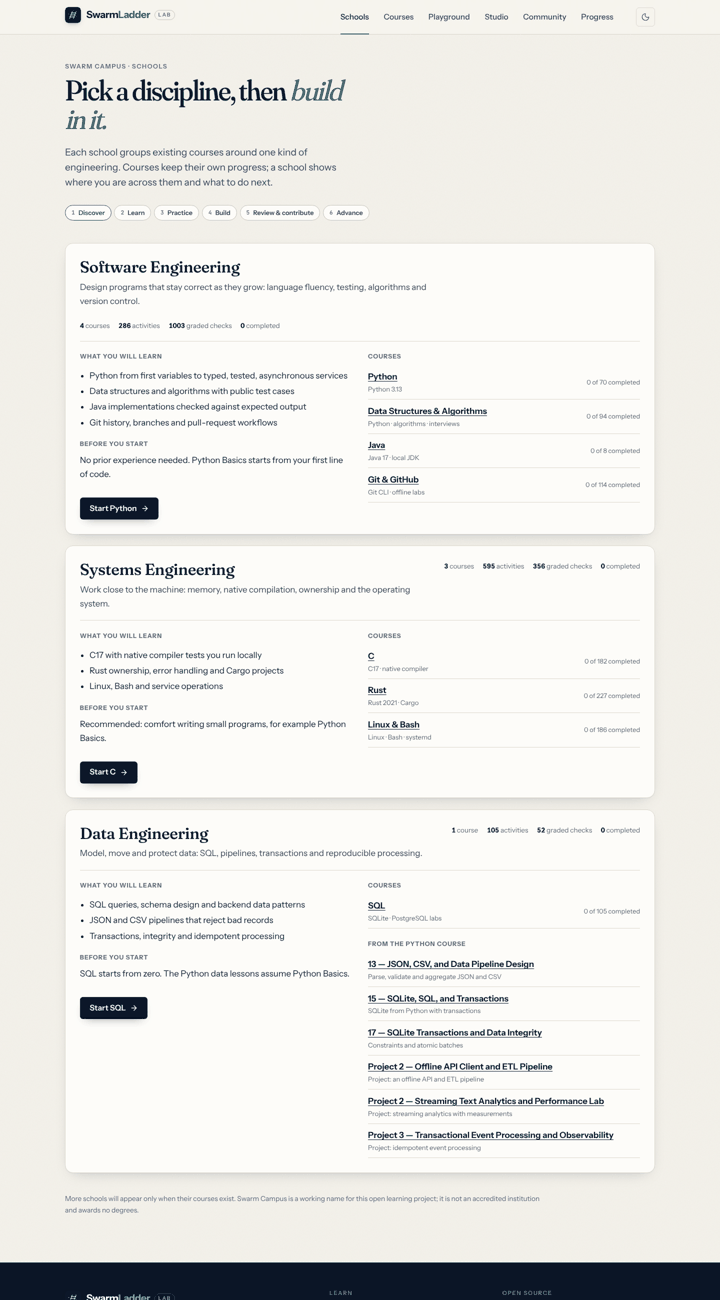 SwarmLadder LAB
Schools Courses Playground Studio Community Progress
SWARM CAMPUS · SCHOOLS
Pick a discipline, then build
in it.
Each school groups existing courses around one kind of
engineering. Courses keep their own progress; a school shows
where you are across them and what to do next.
1 Discover 2 Learn 3 Practice 4 Build 5 Review & contribute 6 Advance
Software Engineering
Design programs that stay correct as they grow: language fluency, testing, algorithms and
version control.
4 courses 286 activities 1003 graded checks 0 completed
WHAT YOU WILL LEARN
Python from first variables to typed, tested, asynchronous services
Data structures and algorithms with public test cases
Java implementations checked against expected output
Git history, branches and pull-request workflows
BEFORE YOU START
No prior experience needed. Python Basics starts from your first line
of code.
Start Python →
COURSES
Python
Python 3.13
0 of 70 completed
Data Structures & Algorithms
Python · algorithms · interviews
0 of 94 completed
Java
Java 17 · local JDK
0 of 8 completed
Git & GitHub
Git CLI · offline labs
0 of 114 completed
Systems Engineering
3 courses 595 activities 356 graded checks 0 completed
Work close to the machine: memory, native compilation, ownership and the operating
system.
WHAT YOU WILL LEARN
C17 with native compiler tests you run locally
Rust ownership, error handling and Cargo projects
Linux, Bash and service operations
BEFORE YOU START
Recommended: comfort writing small programs, for example Python
Basics.
Start C →
COURSES
C
C17 · native compiler
0 of 182 completed
Rust
Rust 2021 · Cargo
0 of 227 completed
Linux & Bash
Linux · Bash · systemd
0 of 186 completed
Data Engineering
1 course 105 activities 52 graded checks 0 completed
Model, move and protect data: SQL, pipelines, transactions and reproducible processing.
WHAT YOU WILL LEARN
SQL queries, schema design and backend data patterns
JSON and CSV pipelines that reject bad records
Transactions, integrity and idempotent processing
BEFORE YOU START
SQL starts from zero. The Python data lessons assume Python Basics.
Start SQL →
COURSES
SQL
SQLite · PostgreSQL labs
0 of 105 completed
FROM THE PYTHON COURSE
13 — JSON, CSV, and Data Pipeline Design
Parse, validate and aggregate JSON and CSV
15 — SQLite, SQL, and Transactions
SQLite from Python with transactions
17 — SQLite Transactions and Data Integrity
Constraints and atomic batches
Project 2 — Offline API Client and ETL Pipeline
Project: an offline API and ETL pipeline
Project 2 — Streaming Text Analytics and Performance Lab
Project: streaming analytics with measurements
Project 3 — Transactional Event Processing and Observability
Project: idempotent event processing
More schools will appear only when their courses exist. Swarm Campus is a working name for this open learning project; it is not an accredited institution
and awards no degrees.
SwarmLadder LAB
LEARN
OPEN SOURCE